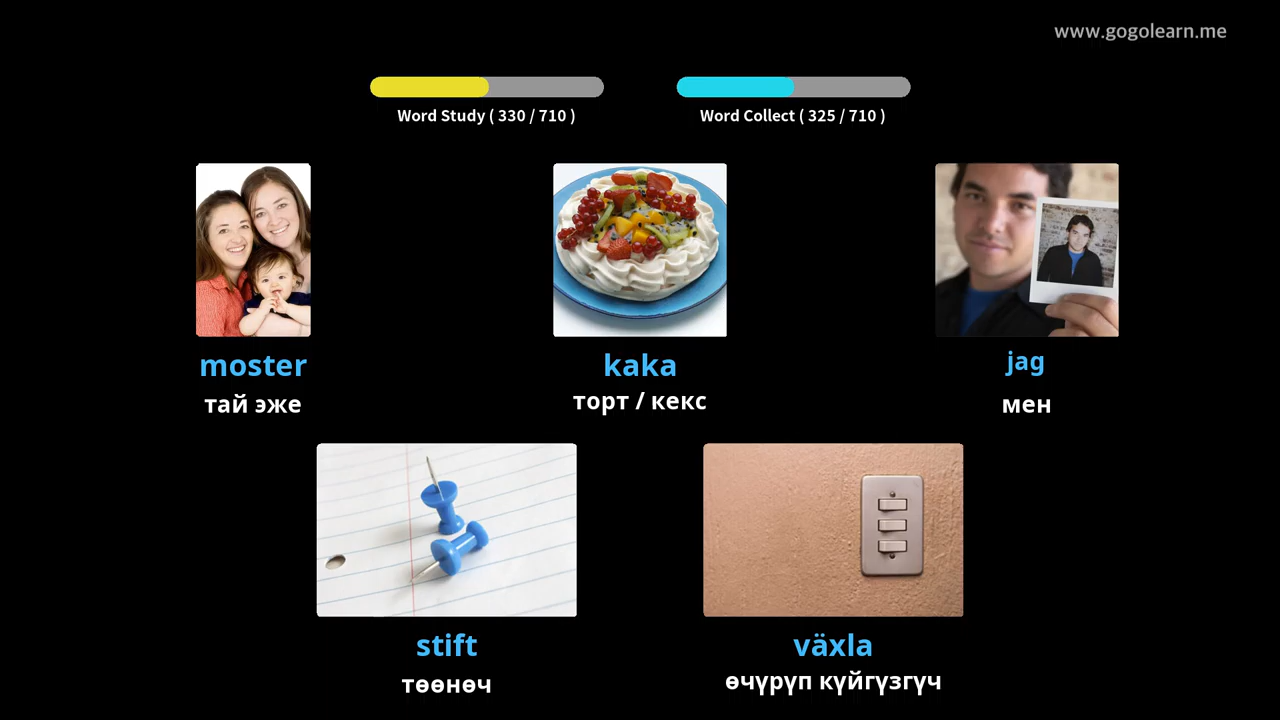 www.gogolearn.me
Word Study ( 330 / 710 )
Word Collect ( 325 / 710 )
moster
тай эже
kaka
торт / кекс
jag
мен
stift
төөнөч
växla
өчүрүп күйгүзгүч